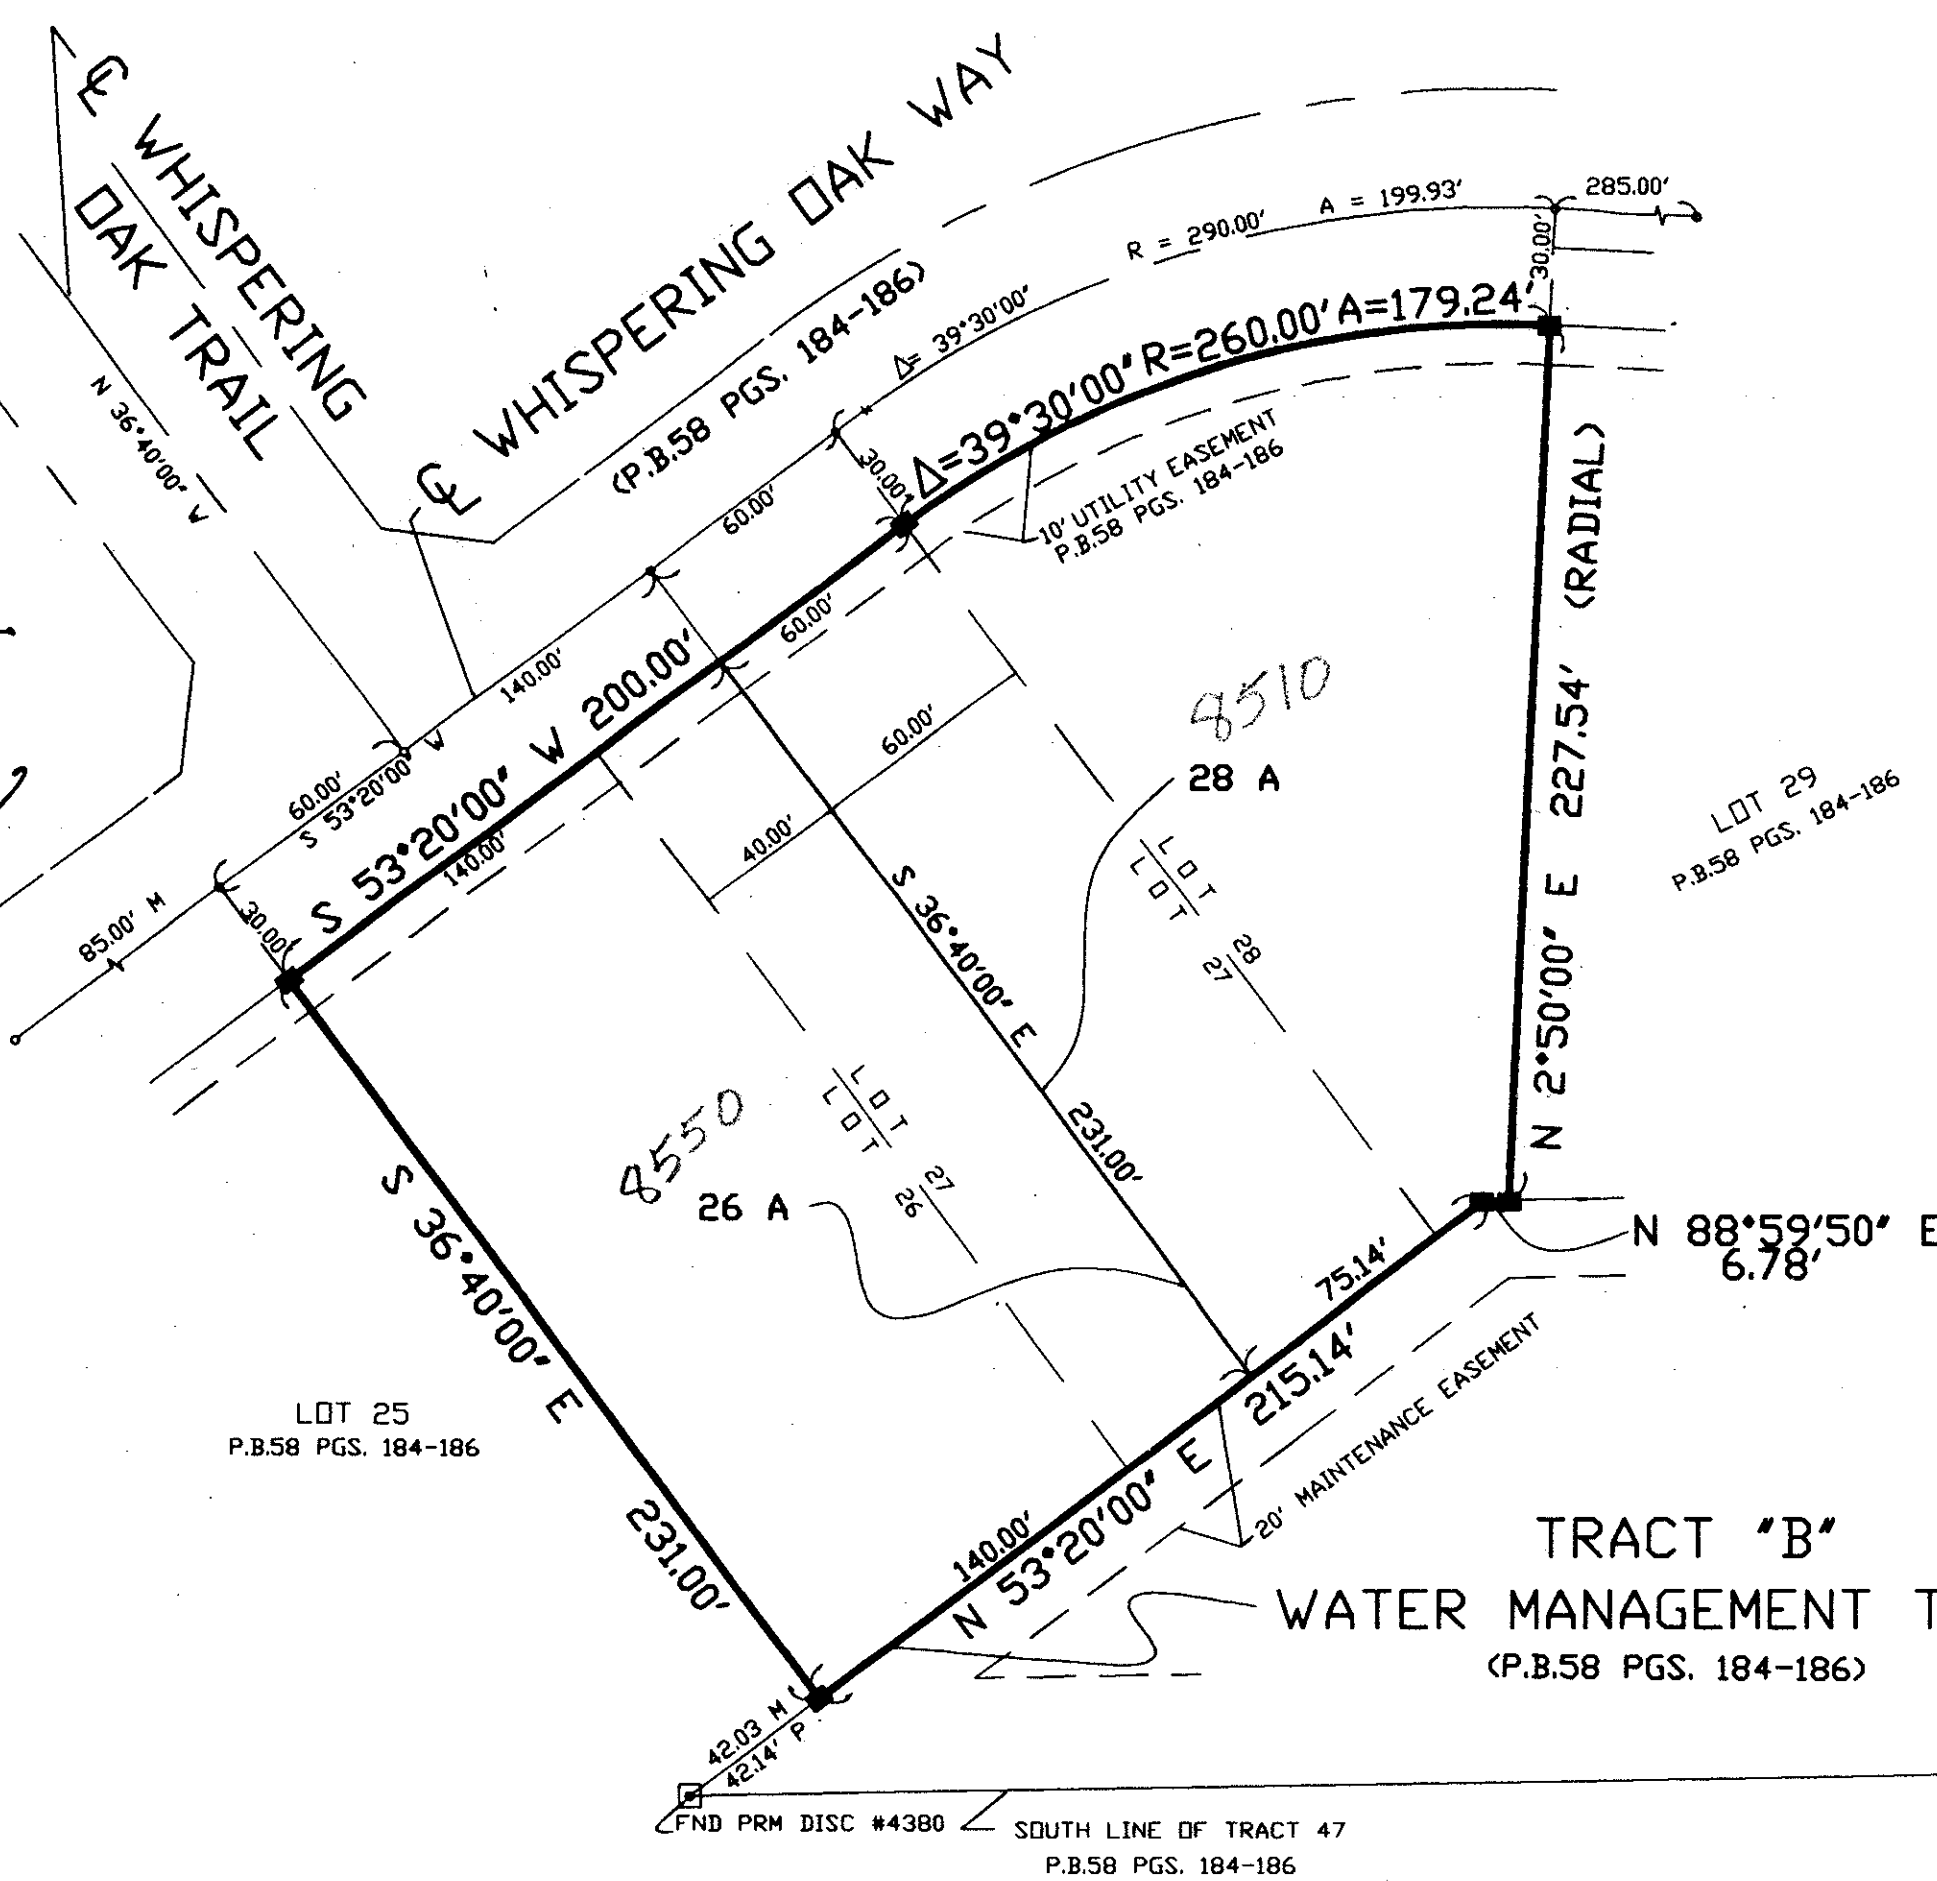 ℄ WHISPERING
OAK TRAIL
N 36°40'00" W
℄ WHISPERING OAK WAY
(P.B.58 PGS. 184-186)
285.00'
A = 199.93'
R = 290.00'
Δ= 39°30'00"
30.00'
Δ=39°30'00" R=260.00' A=179.24'
10' UTILITY EASEMENT
P.B.58 PGS. 184-186
30.00'
60.00'
60.00'
140.00'
60.00'
S 53°20'00" W
85.00' M
30.00'
S 53°20'00" W 200.00'
140.00'
60.00'
40.00'
8510
28 A
N 2°50'00" E 227.54' (RADIAL)
LOT 29
P.B.58 PGS. 184-186
LOT 28
LOT 27
S 36°40'00" E 231.00'
8550
26 A
LOT 27
LOT 26
S 36°40'00" E 231.00'
LOT 25
P.B.58 PGS. 184-186
N 88°59'50" E
6.78'
75.14'
215.14'
140.00'
N 53°20'00" E
20' MAINTENANCE EASEMENT
TRACT "B"
WATER MANAGEMENT T
(P.B.58 PGS. 184-186)
42.03 M
42.14' P
FND PRM DISC #4380
SOUTH LINE OF TRACT 47
P.B.58 PGS. 184-186